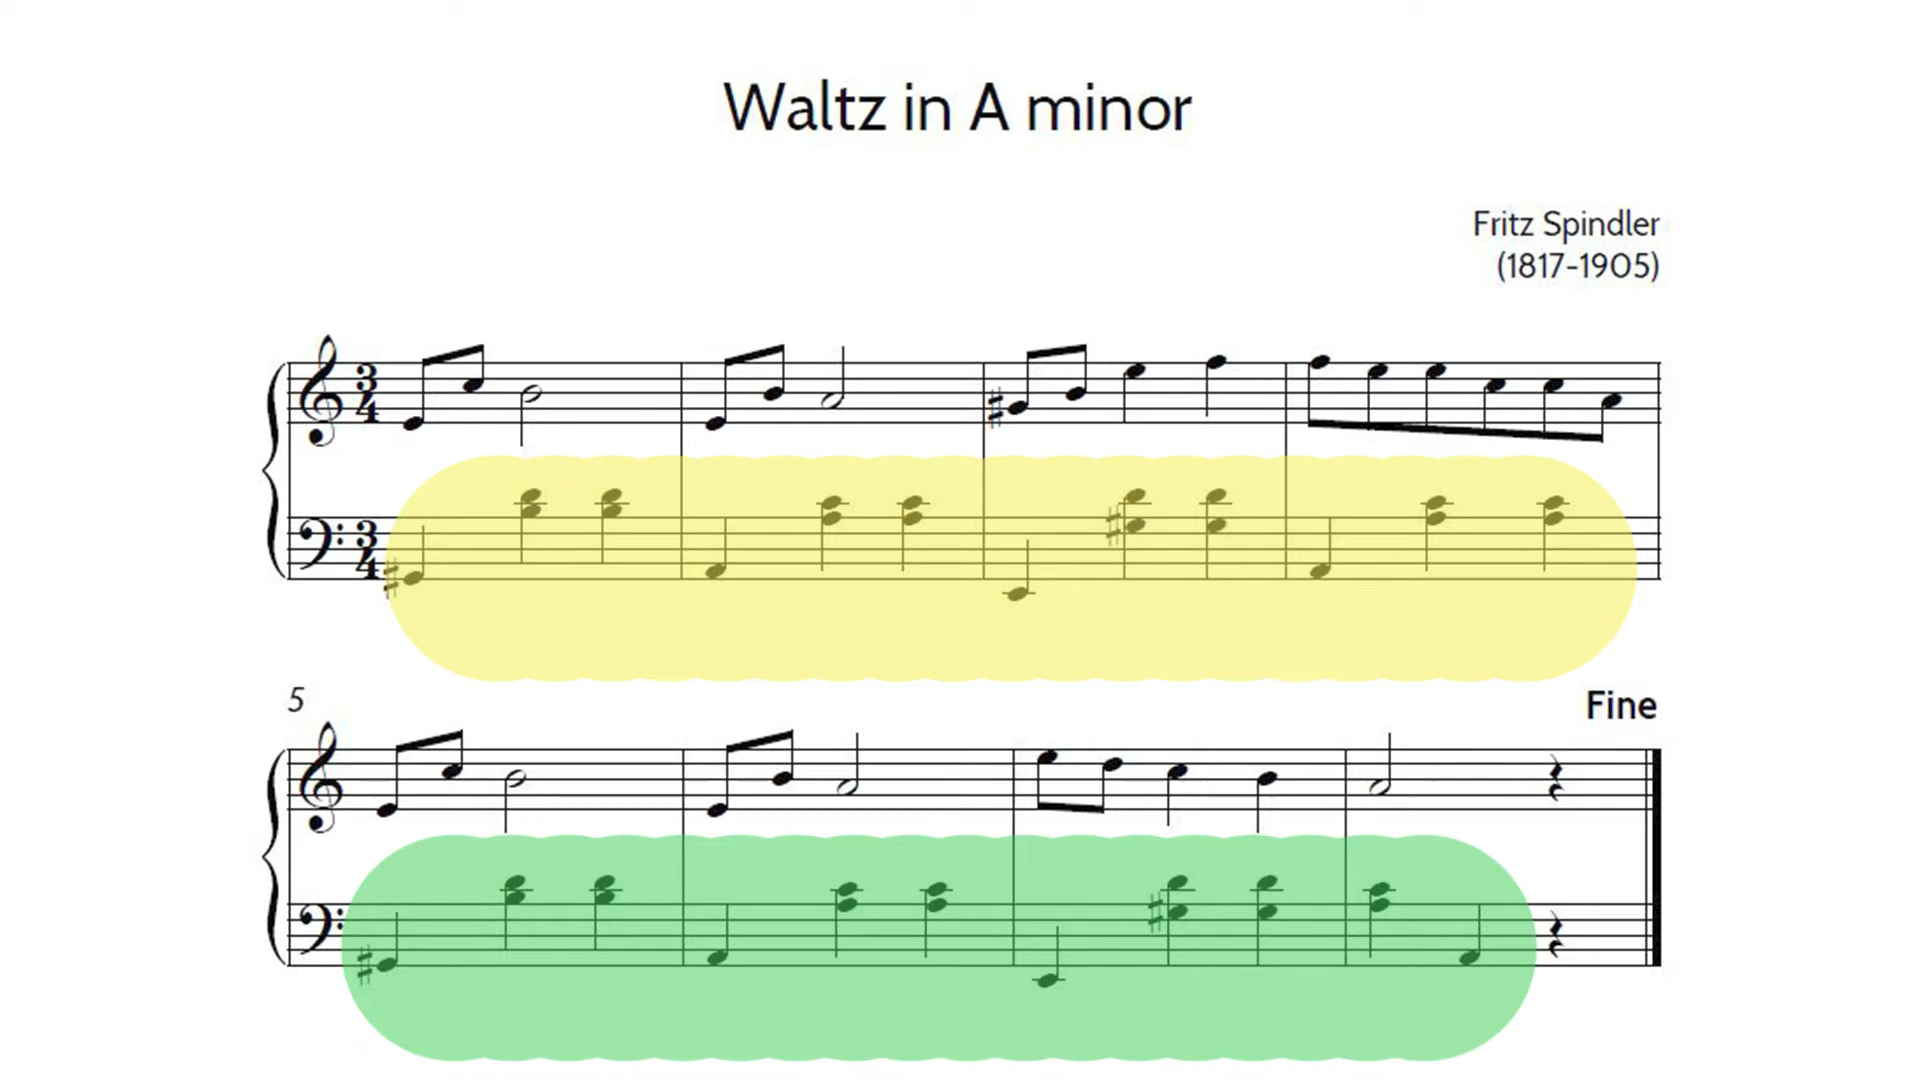 Waltz in A minor
Fritz Spindler
(1817-1905)
3
4
3
4
5
Fine